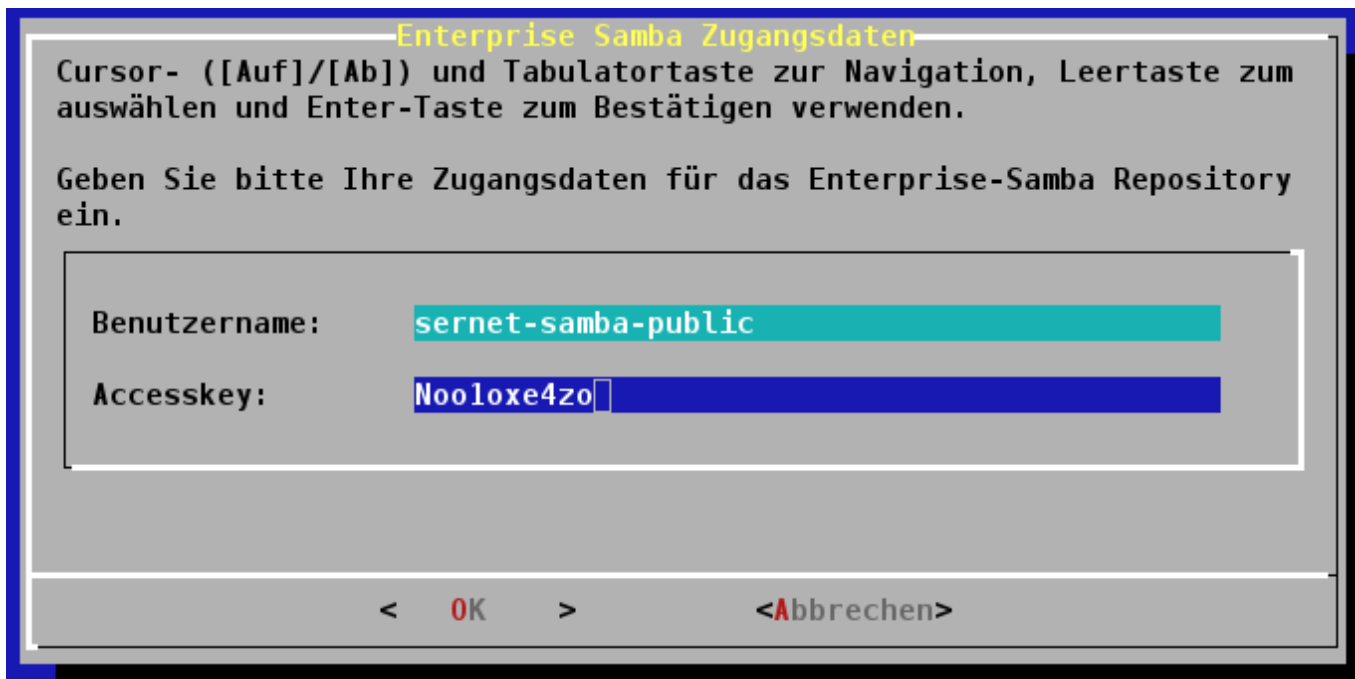 Enterprise Samba Zugangsdaten
Cursor- ([Auf]/[Ab]) und Tabulatortaste zur Navigation, Leertaste zum
auswählen und Enter-Taste zum Bestätigen verwenden.
Geben Sie bitte Ihre Zugangsdaten für das Enterprise-Samba Repository
ein.
Benutzername: sernet-samba-public
Accesskey: Nooloxe4zo
< OK > <Abbrechen>